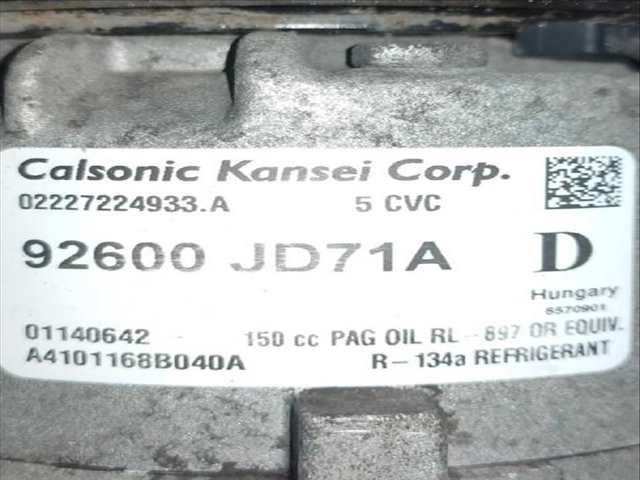 Calsonic Kansei Corp.
02227224933.A 5 CVC
92600 JD71A D
Hungary
5570901
01140642 150 cc PAG OIL RL-897 OR EQUIV.
A4101168B040A R-134a REFRIGERANT